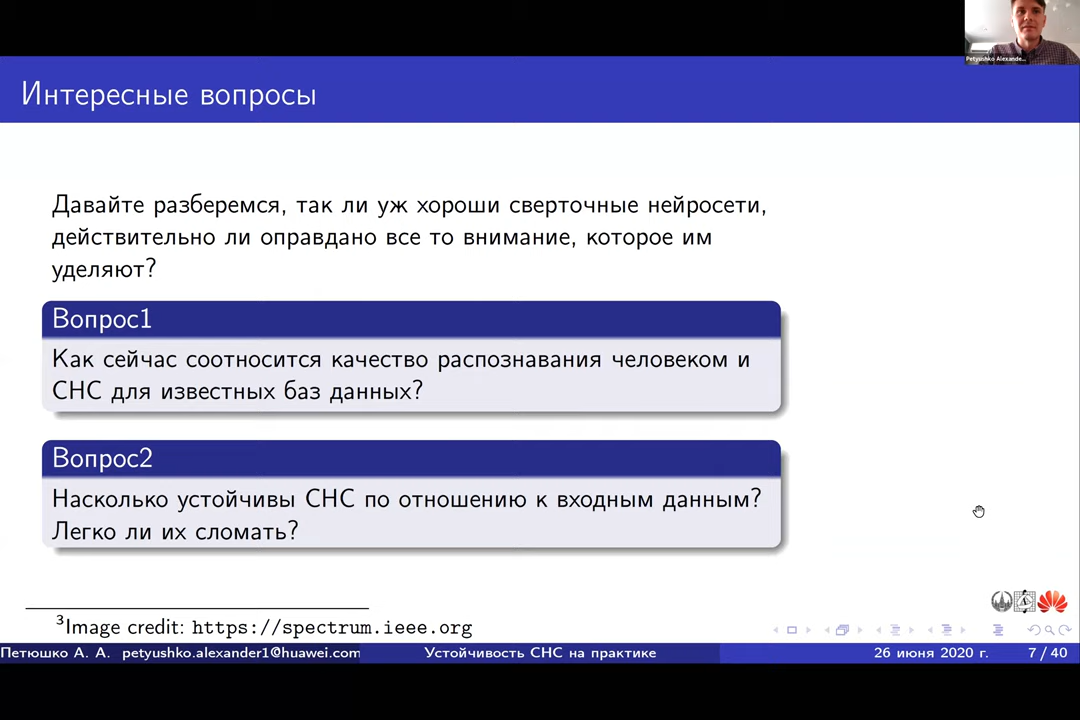 Petyushko Alexande...
Интересные вопросы
Давайте разберемся, так ли уж хороши сверточные нейросети,
действительно ли оправдано все то внимание, которое им
уделяют?
Вопрос1
Как сейчас соотносится качество распознавания человеком и
СНС для известных баз данных?
Вопрос2
Насколько устойчивы СНС по отношению к входным данным?
Легко ли их сломать?
3Image credit: https://spectrum.ieee.org
Петюшко А. А. petyushko.alexander1@huawei.com
Устойчивость СНС на практике
26 июня 2020 г.
7 / 40